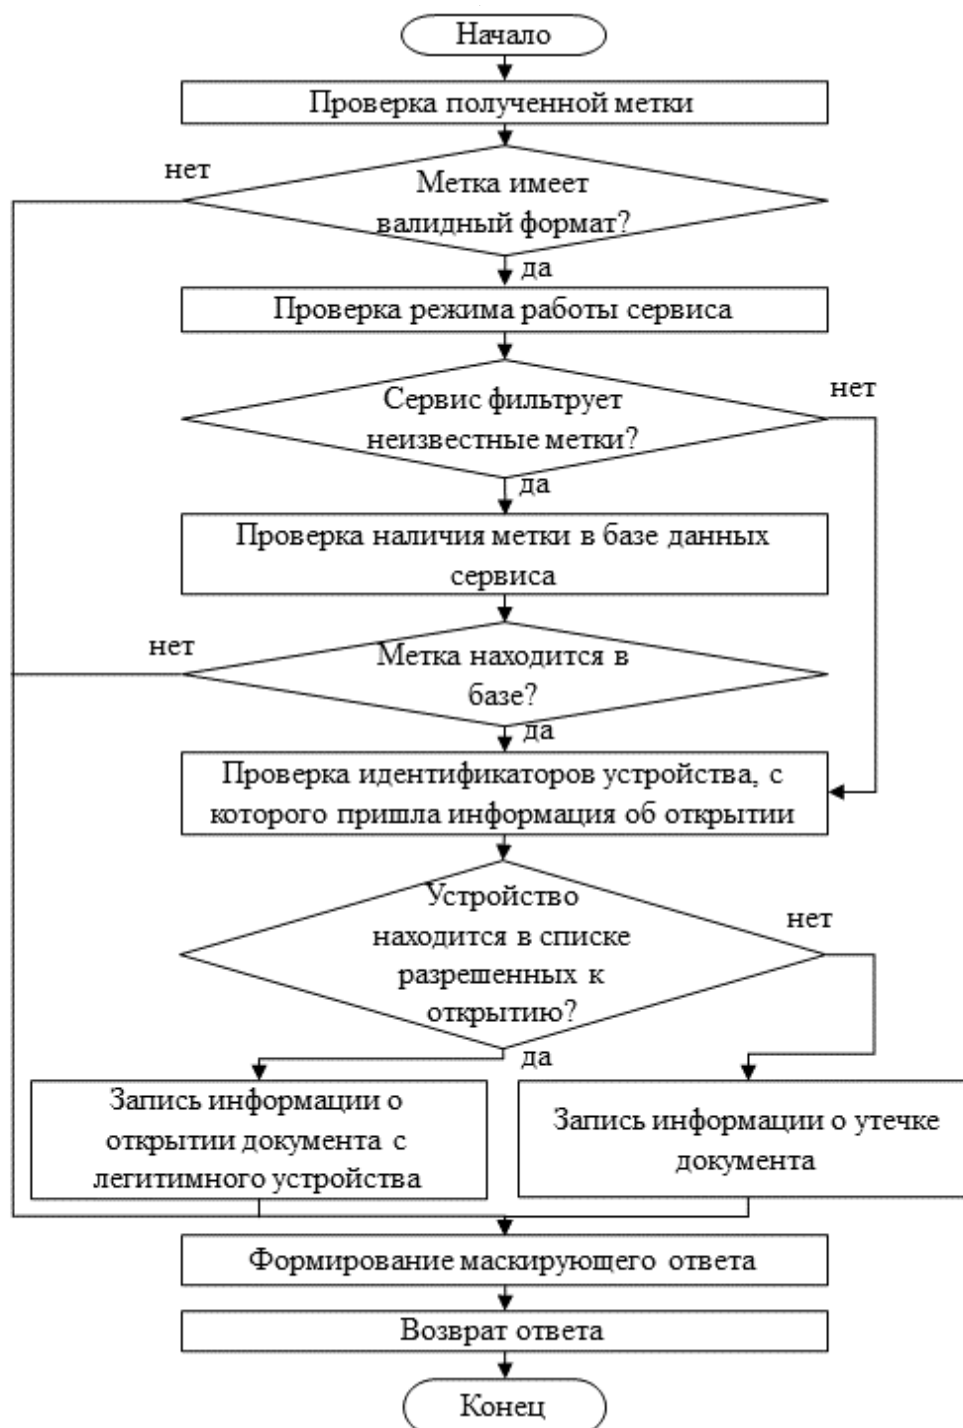 Начало
Проверка полученной метки
нет
Метка имеет
валидный формат?
да
Проверка режима работы сервиса
нет
Сервис фильтрует
неизвестные метки?
да
Проверка наличия метки в базе данных
сервиса
нет
Метка находится в
базе?
да
Проверка идентификаторов устройства, с
которого пришла информация об открытии
Устройство
нет
находится в списке
разрешенных к
открытию?
да
Запись информации о
открытии документа с
легитимного устройства
Запись информации о утечке
документа
Формирование маскирующего ответа
Возврат ответа
Конец